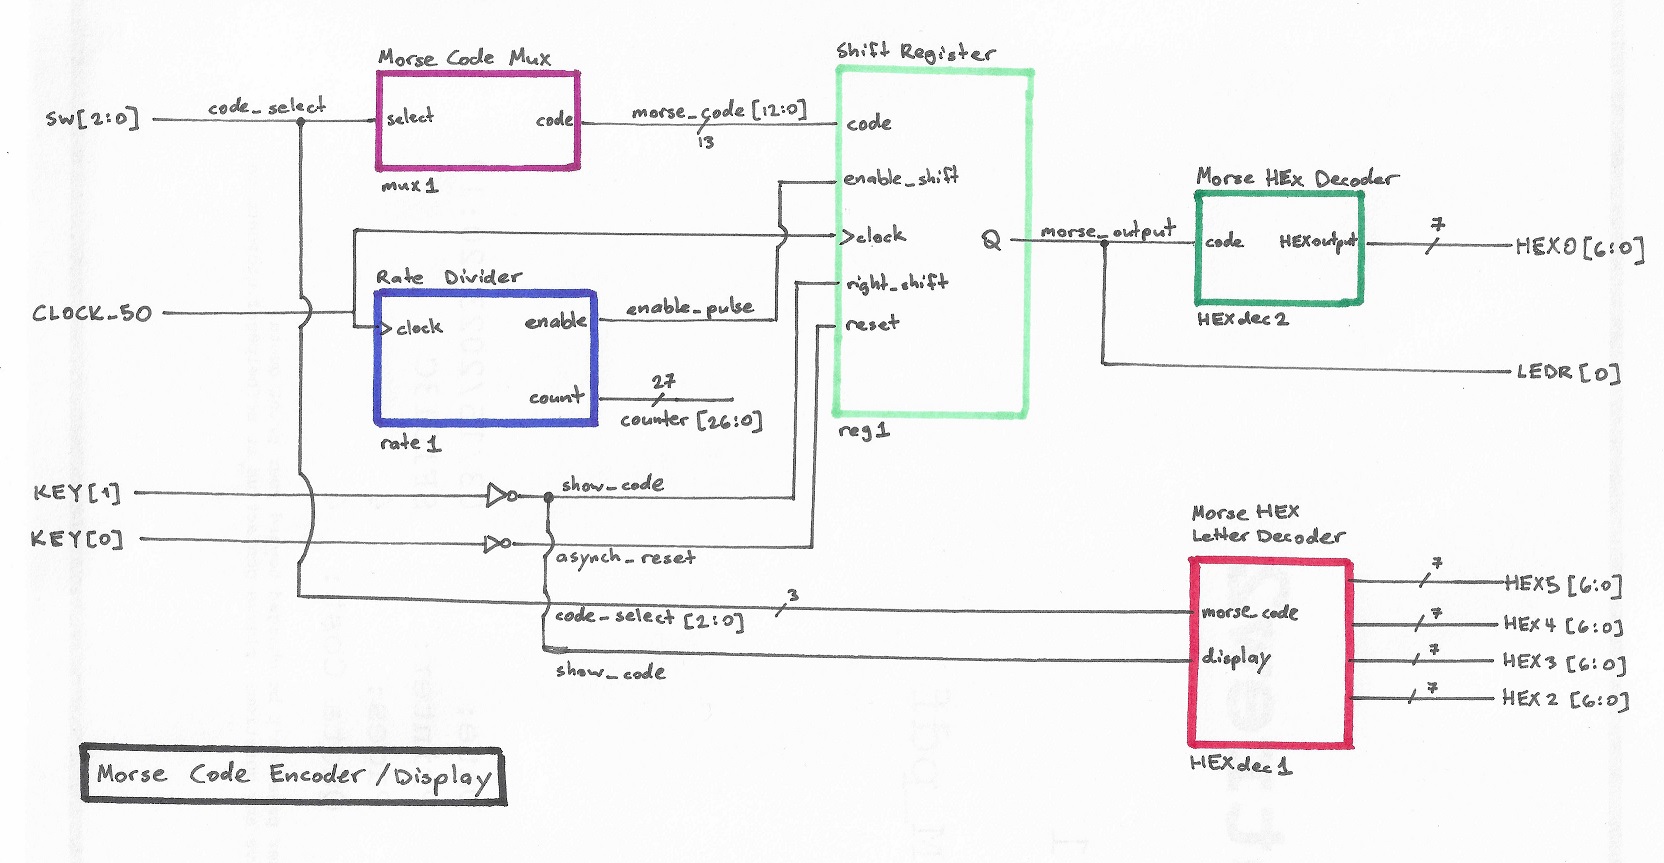 Morse Code Mux
Shift Register
SW[2:0]
code_select
select
code
mux1
morse_code [12:0]
13
code
enable_shift
>clock
right_shift
reset
Q
reg1
morse_output
Morse HEX Decoder
code
HEXoutput
HEXdec2
7
HEX0[6:0]
LEDR[0]
CLOCK_50
Rate Divider
>clock
enable
count
rate1
enable_pulse
27
counter [26:0]
KEY[1]
show_code
KEY[0]
asynch_reset
3
code_select [2:0]
show_code
Morse HEX
Letter Decoder
morse_code
display
HEXdec1
7
HEX5 [6:0]
7
HEX4 [6:0]
7
HEX3 [6:0]
7
HEX2 [6:0]
Morse Code Encoder/Display